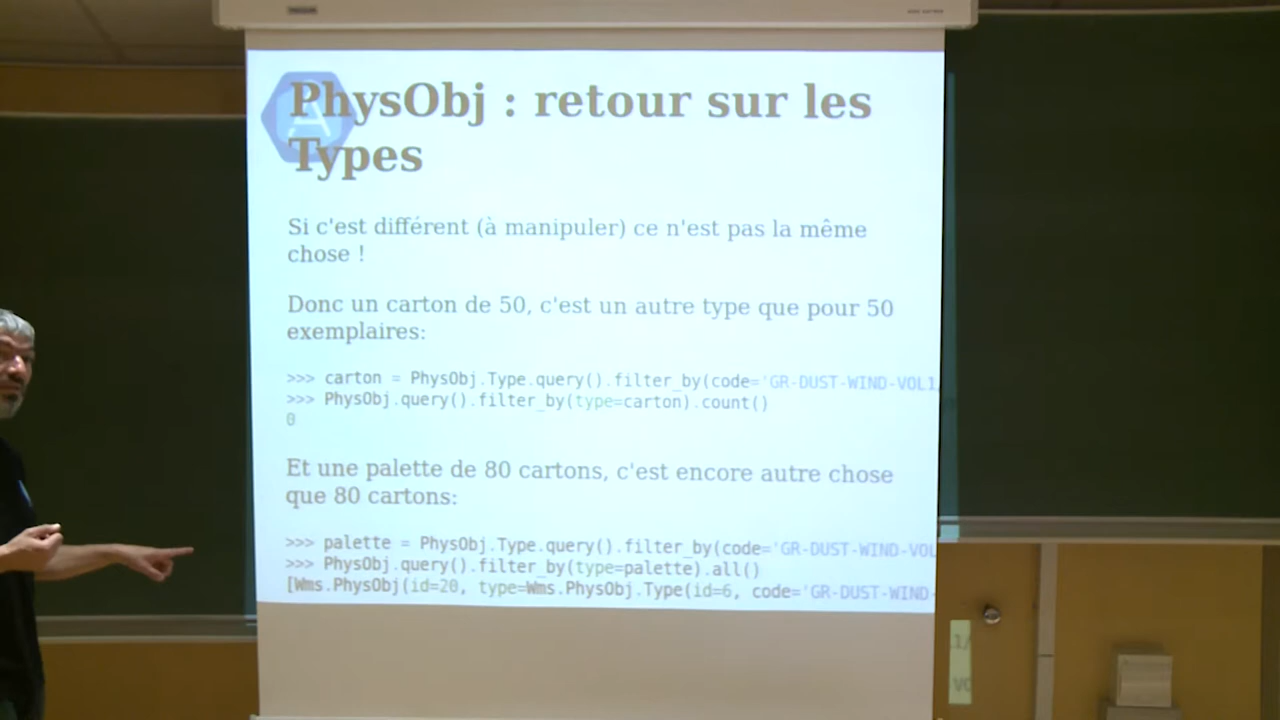 PhysObj : retour sur les
Types
Si c'est différent (à manipuler) ce n'est pas la même
chose !
Donc un carton de 50, c'est un autre type que pour 50
exemplaires:
>>> carton = PhysObj.Type.query().filter_by(code='GR-DUST-WIND-VOL1
>>> PhysObj.query().filter_by(type=carton).count()
0
Et une palette de 80 cartons, c'est encore autre chose
que 80 cartons:
>>> palette = PhysObj.Type.query().filter_by(code='GR-DUST-WIND-VOL
>>> PhysObj.query().filter_by(type=palette).all()
[Wms.PhysObj(id=20, type=Wms.PhysObj.Type(id=6, code='GR-DUST-WIND-